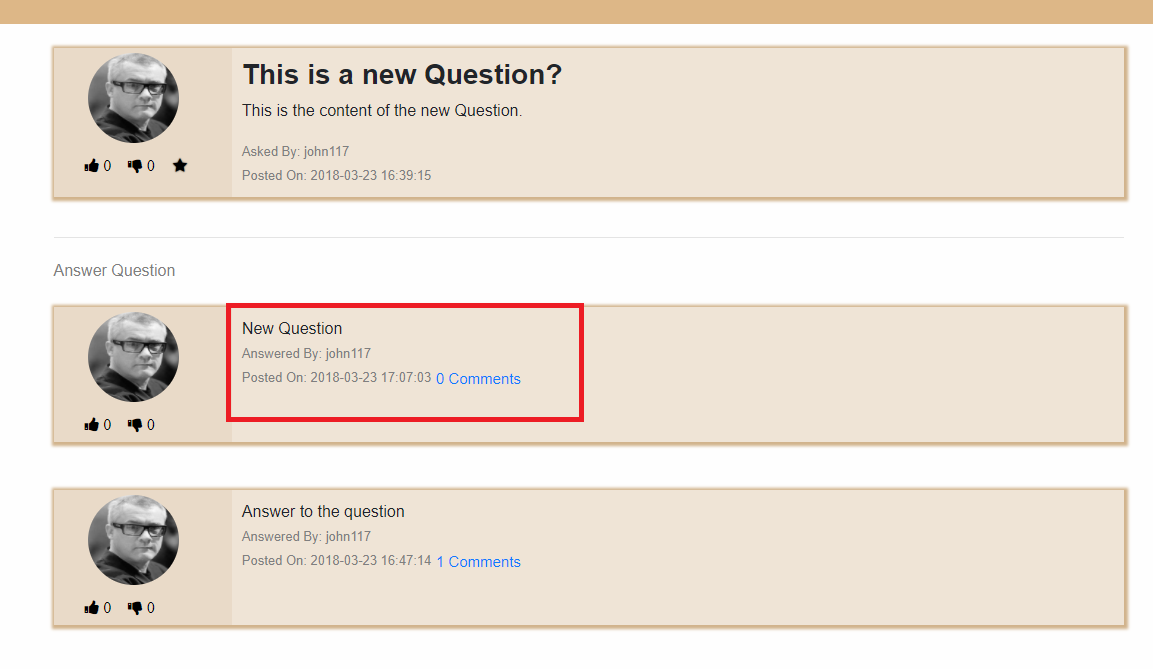 This is a new Question?
This is the content of the new Question.
Asked By: john117
0 0
Posted On: 2018-03-23 16:39:15
Answer Question
New Question
Answered By: john117
Posted On: 2018-03-23 17:07:03 0 Comments
0 0
Answer to the question
Answered By: john117
Posted On: 2018-03-23 16:47:14 1 Comments
0 0